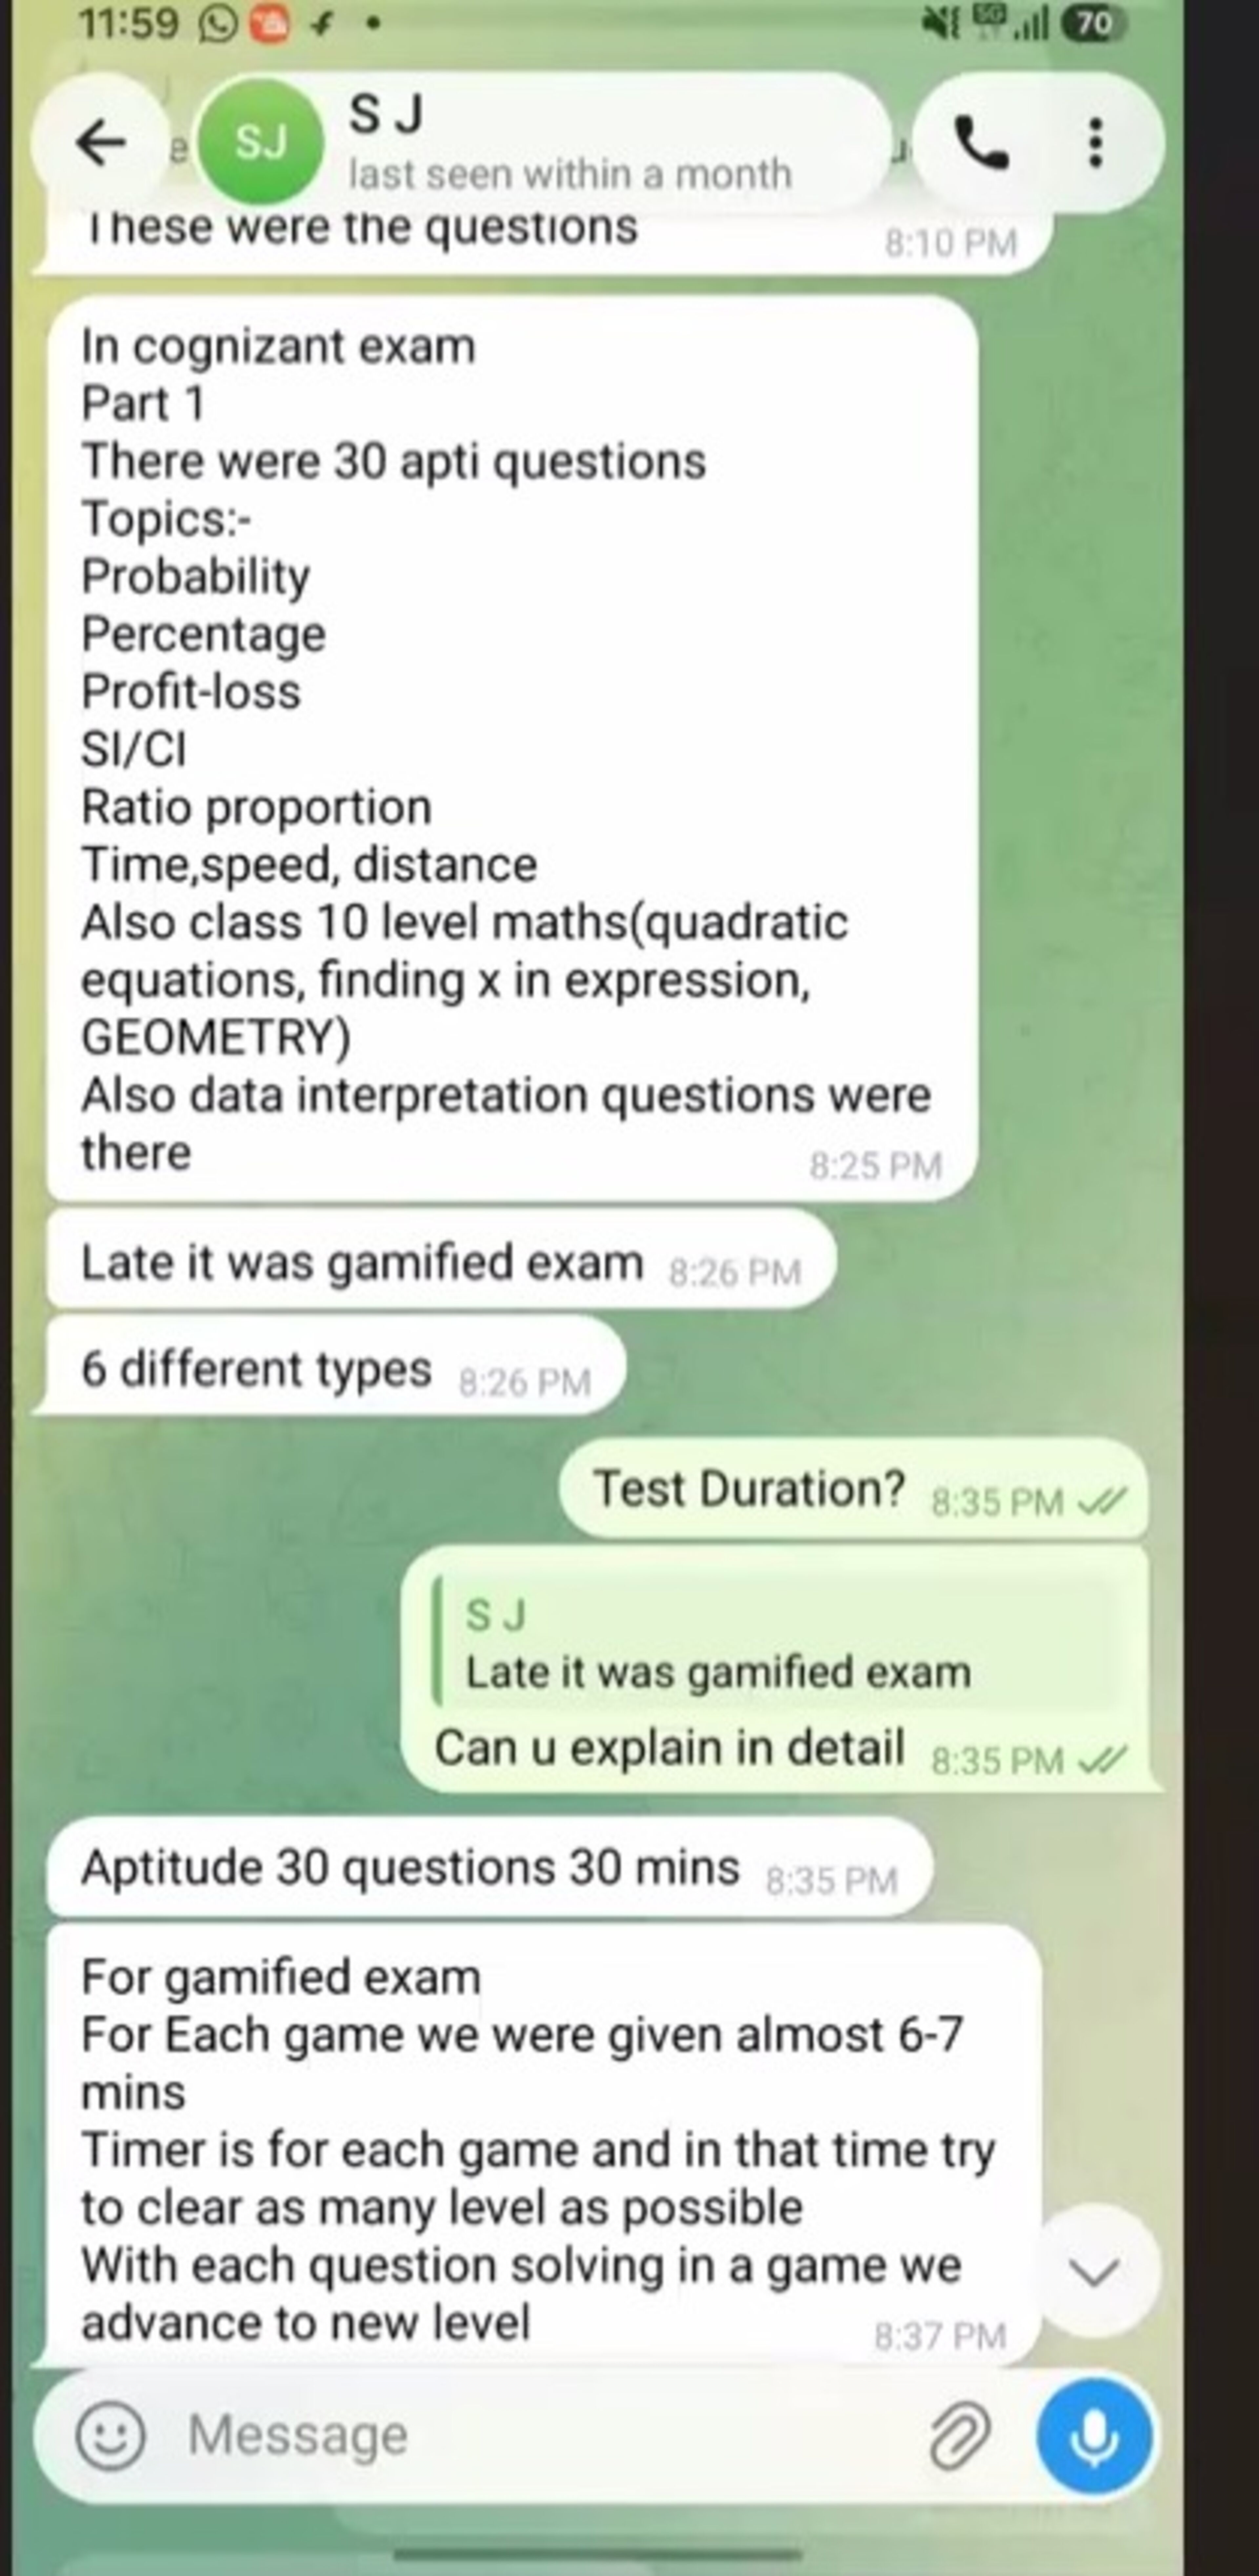 11:59
5G
70
SJ
S J
last seen within a month
These were the questions
8:10 PM
In cognizant exam
Part 1
There were 30 apti questions
Topics:-
Probability
Percentage
Profit-loss
SI/CI
Ratio proportion
Time,speed, distance
Also class 10 level maths(quadratic
equations, finding x in expression,
GEOMETRY)
Also data interpretation questions were
there
8:25 PM
Late it was gamified exam 8:26 PM
6 different types 8:26 PM
Test Duration? 8:35 PM
S J
Late it was gamified exam
Can u explain in detail 8:35 PM
Aptitude 30 questions 30 mins 8:35 PM
For gamified exam
For Each game we were given almost 6-7
mins
Timer is for each game and in that time try
to clear as many level as possible
With each question solving in a game we
advance to new level
8:37 PM
Message